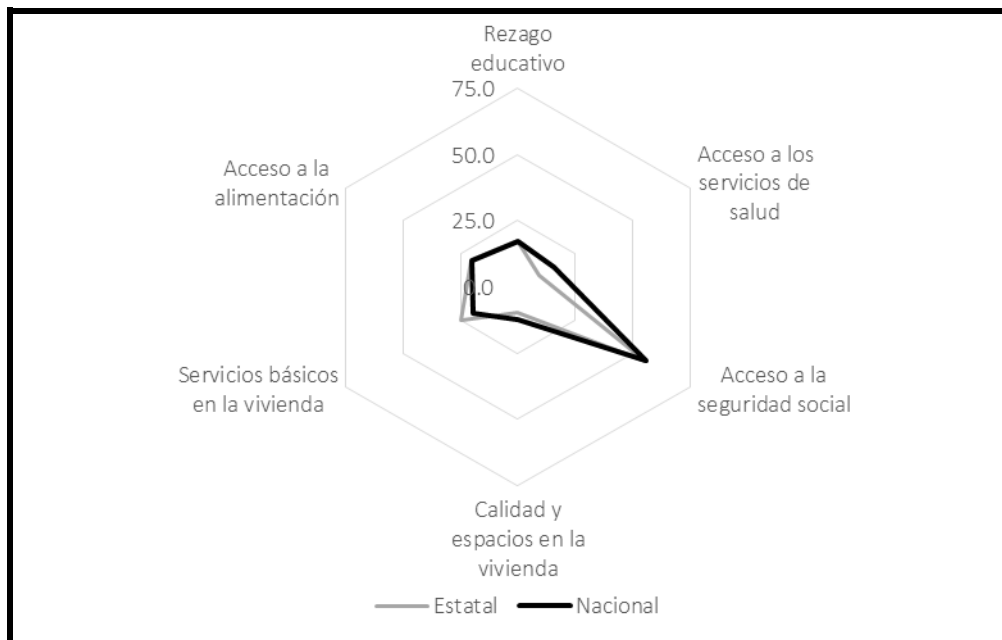 Rezago
educativo
75.0
Acceso a los
servicios de
salud
50.0
Acceso a la
alimentación
25.0
0.0
Servicios básicos
en la vivienda
Acceso a la
seguridad social
Calidad y
espacios en la
vivienda
Estatal
Nacional